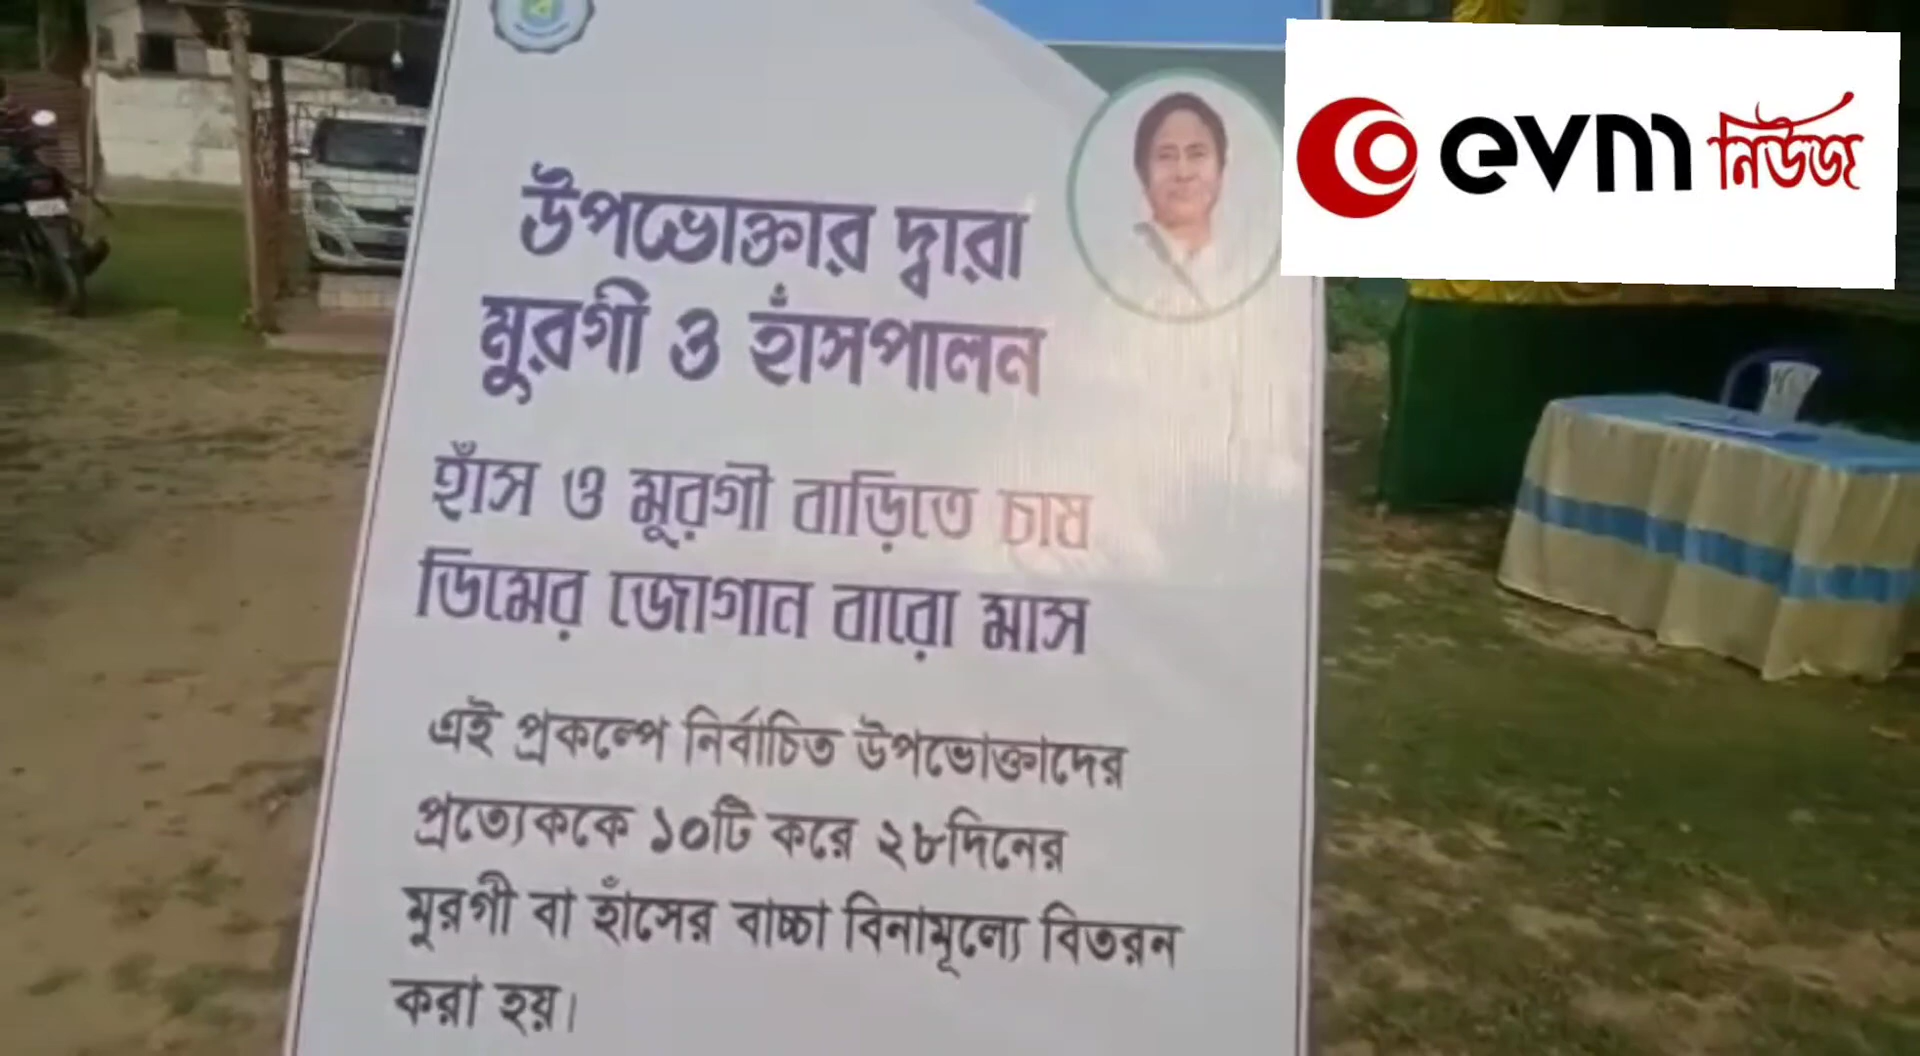 evm নিউজ
উপভোক্তার দ্বারা
মুরগী ও হাঁসপালন
হাঁস ও মুরগী বাড়িতে চাষ
ডিমের জোগান বারো মাস
এই প্রকল্পে নির্বাচিত উপভোক্তাদের
প্রত্যেককে ১০টি করে ২৮দিনের
মুরগী বা হাঁসের বাচ্চা বিনামূল্যে বিতরন
করা হয়।